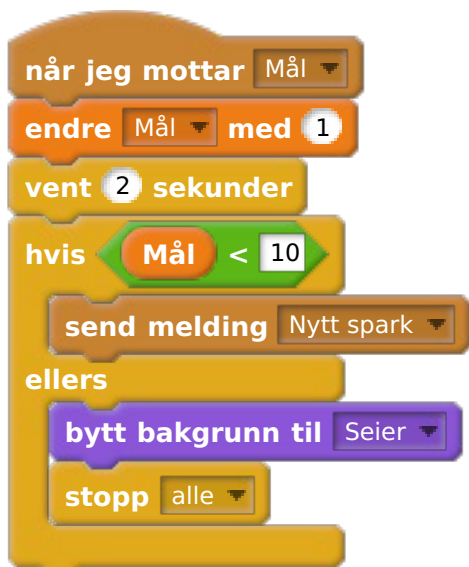 når jeg mottar Mål
endre Mål med 1
vent 2 sekunder
hvis Mål < 10
send melding Nytt spark
ellers
bytt bakgrunn til Seier
stopp alle